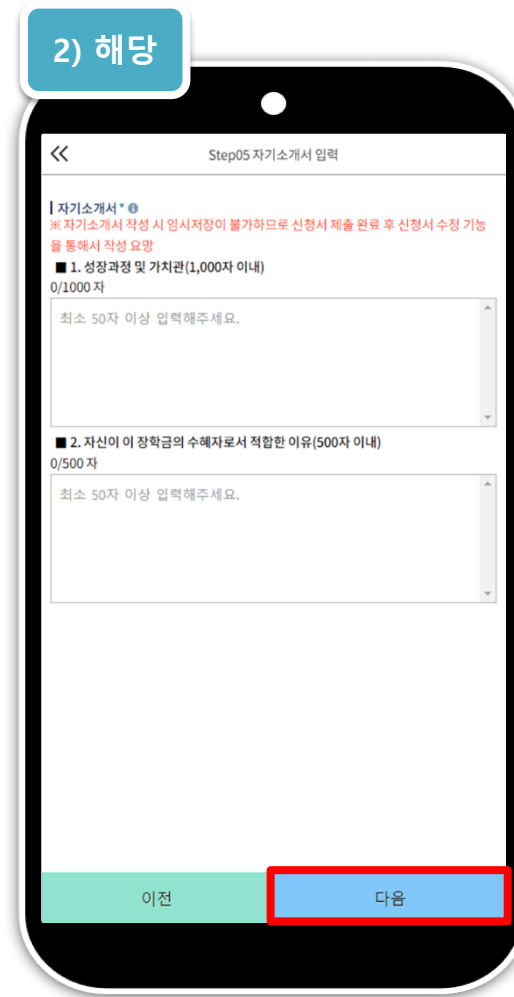 2) 해당
Step05 자기소개서 입력
자기소개서*
※ 자기소개서 작성 시 임시저장이 불가하므로 신청서 제출 완료 후 신청서 수정 기능
을 통해서 작성 요망
■ 1. 성장과정 및 가치관(1,000자 이내)
0/1000 자
최소 50자 이상 입력해주세요.
■ 2. 자신이 이 장학금의 수혜자로서 적합한 이유(500자 이내)
0/500 자
최소 50자 이상 입력해주세요.
이전
다음